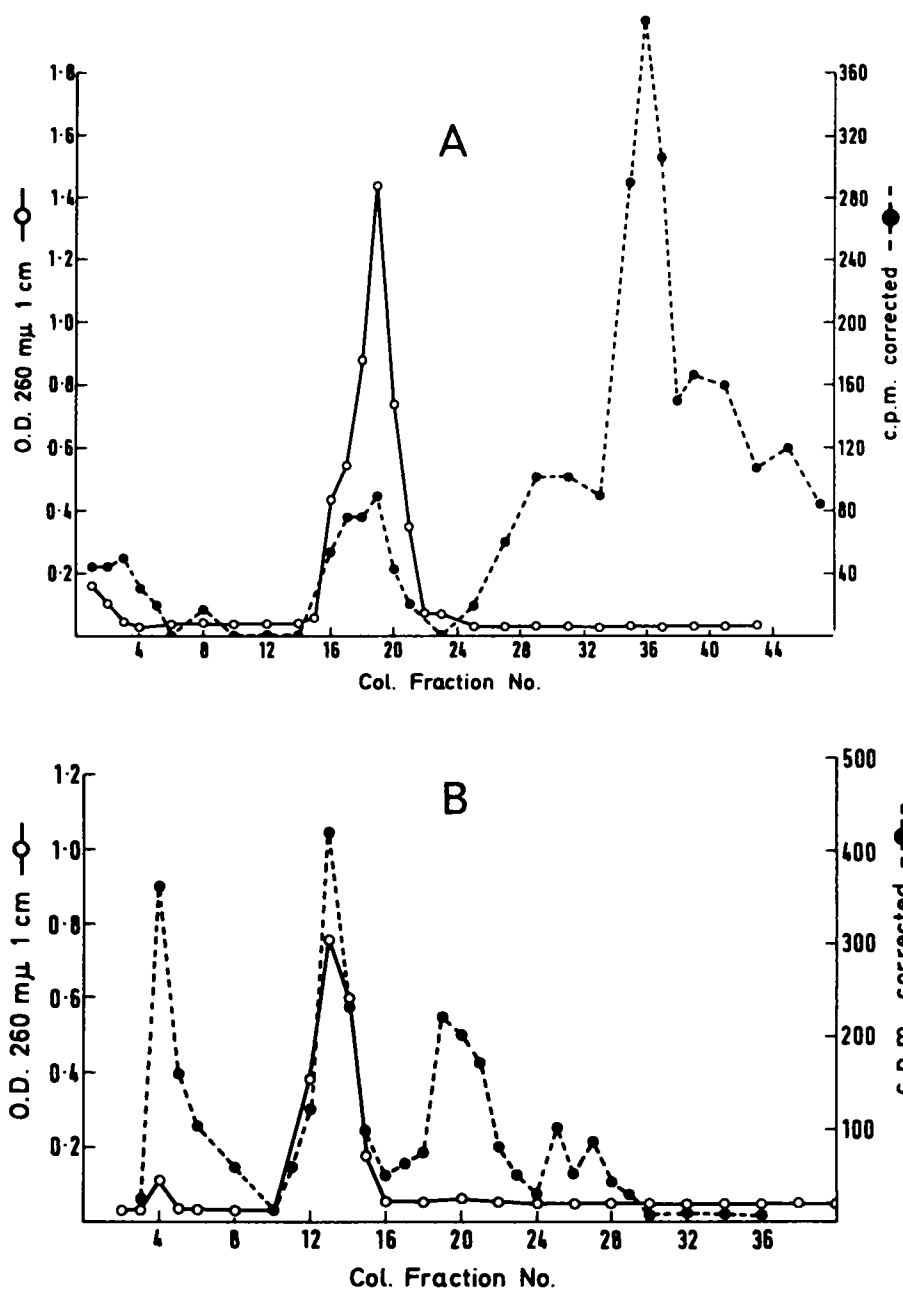 A
1·8
1·6
1·4
1·2
1·0
0·8
0·6
0·4
0·2
O.D. 260 mµ 1 cm
360
320
280
240
200
160
120
80
40
c.p.m. corrected
4 8 12 16 20 24 28 32 36 40 44
Col. Fraction No.
B
1·2
1·0
0·8
0·6
0·4
0·2
O.D. 260 mµ 1 cm
500
400
300
200
100
c.p.m. corrected
4 8 12 16 20 24 28 32 36
Col. Fraction No.